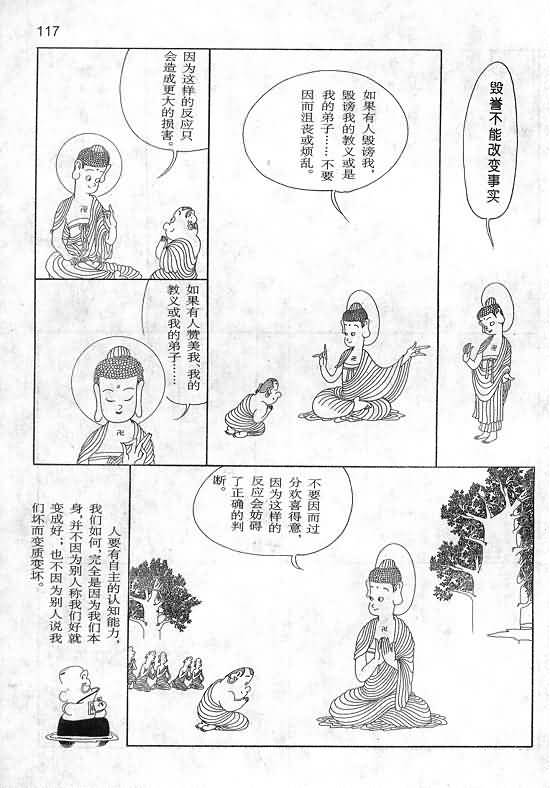 117
毁誉不能改变事实
如果有人毁谤我,
毁谤我的教义或是
我的弟子……不要
因而沮丧或烦乱。
因为这样的反应只
会造成更大的损害。
如果有人赞美我、我的
教义或我的弟子……
不要因而过
分欢喜得意,
因为这样的
反应会妨碍
了正确的判
断。
人要有自主的认知能力,
我们如何,完全是因为我们本
身,并不因为别人称我们好就
变成好;也不因为别人说我
们坏而变质变坏。